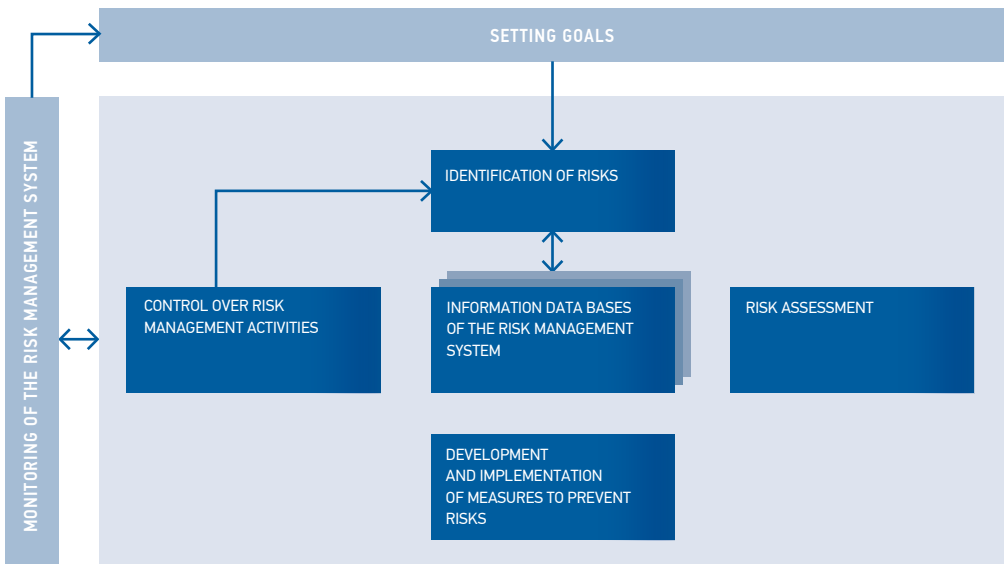 SETTING GOALS
MONITORING OF THE RISK MANAGEMENT SYSTEM
IDENTIFICATION OF RISKS
CONTROL OVER RISK
MANAGEMENT ACTIVITIES
INFORMATION DATA BASES
OF THE RISK MANAGEMENT
SYSTEM
RISK ASSESSMENT
DEVELOPMENT
AND IMPLEMENTATION
OF MEASURES TO PREVENT
RISKS